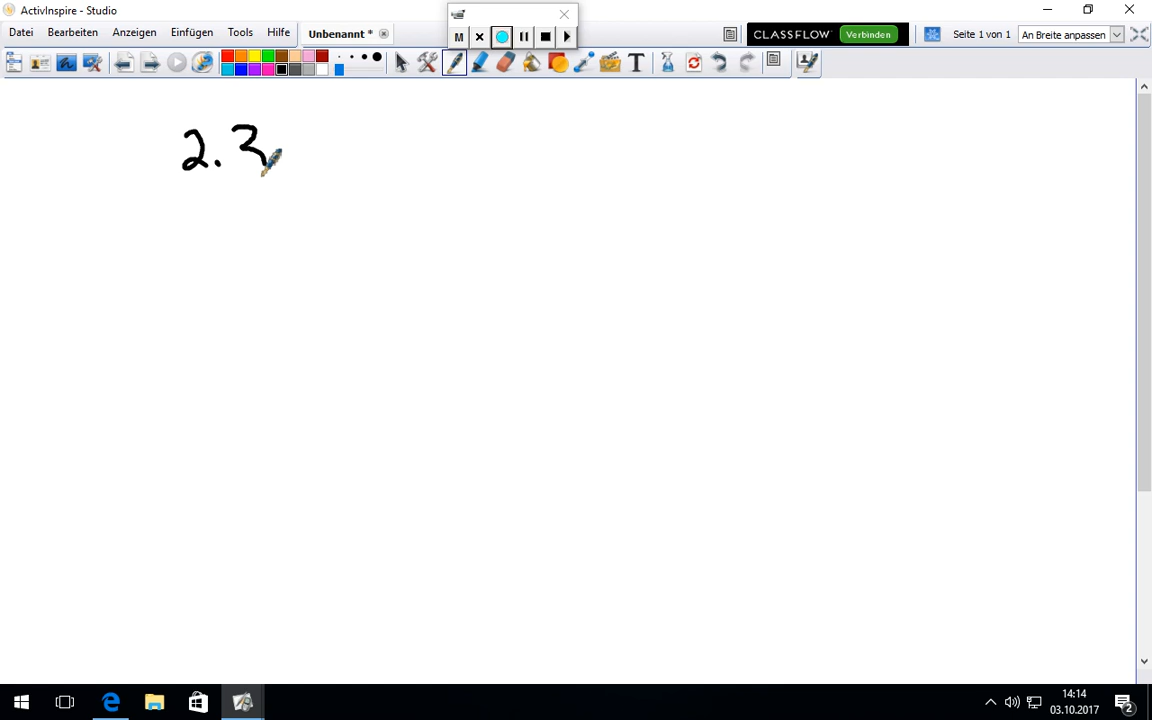 ActivInspire - Studio
Datei Bearbeiten Anzeigen Einfügen Tools Hilfe Unbenannt *
M
CLASSFLOW Verbinden Seite 1 von 1 An Breite anpassen
T
2. 3
14:14
03.10.2017
2